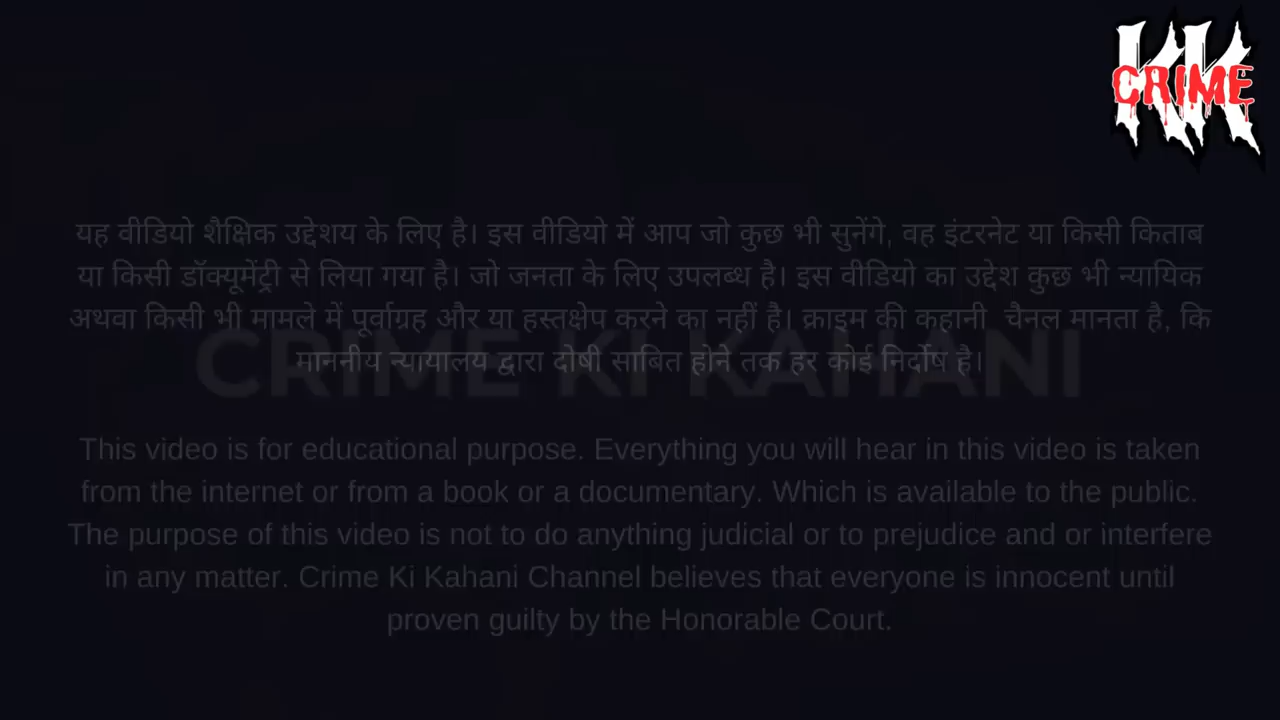 KK
CRIME
यह वीडियो शैक्षिक उद्देशय के लिए है। इस वीडियो में आप जो कुछ भी सुनेंगे, वह इंटरनेट या किसी किताब
या किसी डॉक्यूमेंट्री से लिया गया है। जो जनता के लिए उपलब्ध है। इस वीडियो का उद्देश कुछ भी न्यायिक
अथवा किसी भी मामले में पूर्वाग्रह और या हस्तक्षेप करने का नहीं है। क्राइम की कहानी  चैनल मानता है, कि
माननीय न्यायालय द्वारा दोषी साबित होने तक हर कोई निर्दोष है।
CRIME KI KAHANI
This video is for educational purpose. Everything you will hear in this video is taken
from the internet or from a book or a documentary. Which is available to the public.
The purpose of this video is not to do anything judicial or to prejudice and or interfere
in any matter. Crime Ki Kahani Channel believes that everyone is innocent until
proven guilty by the Honorable Court.